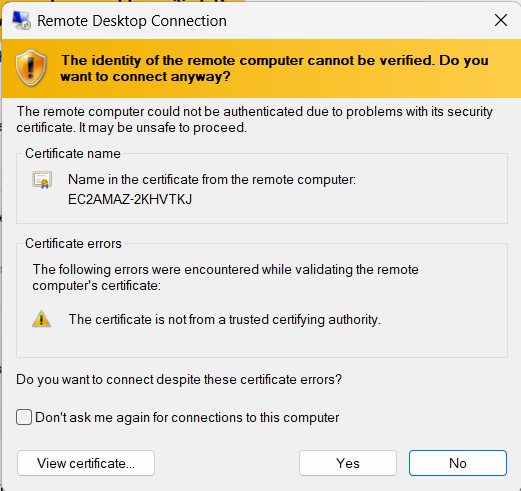 Remote Desktop Connection
The identity of the remote computer cannot be verified. Do you
want to connect anyway?
The remote computer could not be authenticated due to problems with its security
certificate. It may be unsafe to proceed.
Certificate name
Name in the certificate from the remote computer:
EC2AMAZ-2KHVTKJ
Certificate errors
The following errors were encountered while validating the remote
computer's certificate:
The certificate is not from a trusted certifying authority.
Do you want to connect despite these certificate errors?
Don't ask me again for connections to this computer
View certificate...
Yes
No